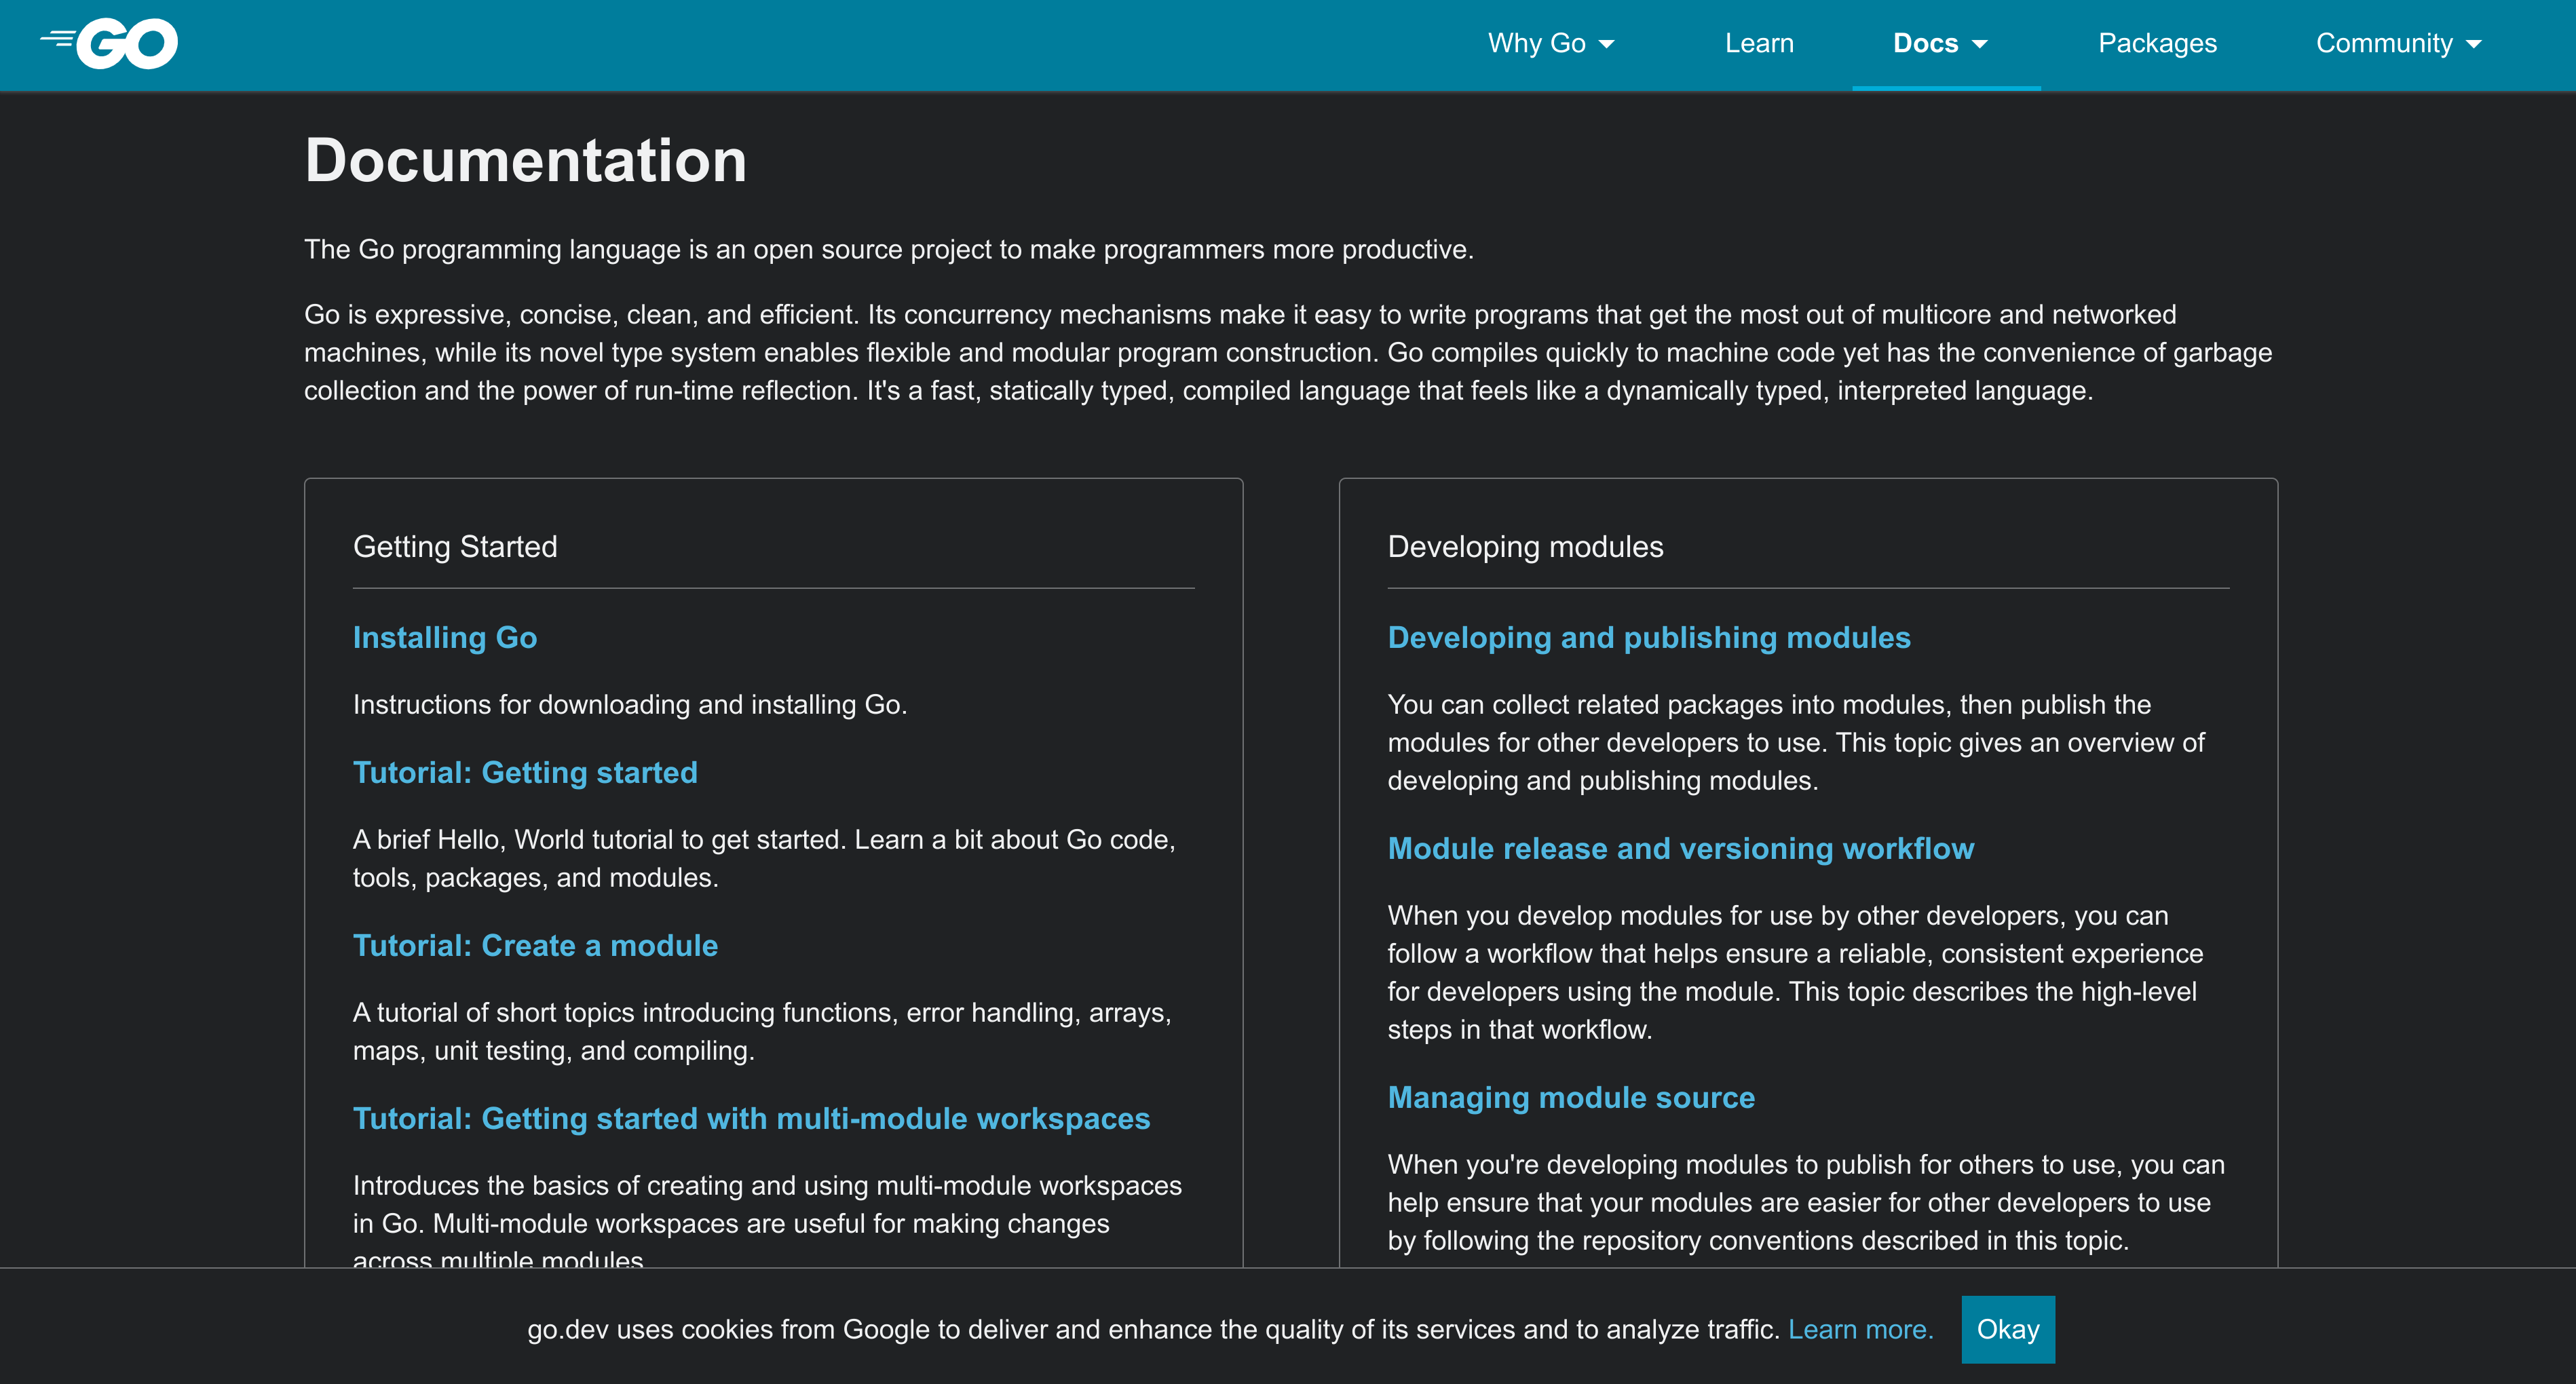 GO
Why Go
Learn
Docs
Packages
Community
Documentation
The Go programming language is an open source project to make programmers more productive.
Go is expressive, concise, clean, and efficient. Its concurrency mechanisms make it easy to write programs that get the most out of multicore and networked
machines, while its novel type system enables flexible and modular program construction. Go compiles quickly to machine code yet has the convenience of garbage
collection and the power of run-time reflection. It's a fast, statically typed, compiled language that feels like a dynamically typed, interpreted language.
Getting Started
Installing Go
Instructions for downloading and installing Go.
Tutorial: Getting started
A brief Hello, World tutorial to get started. Learn a bit about Go code,
tools, packages, and modules.
Tutorial: Create a module
A tutorial of short topics introducing functions, error handling, arrays,
maps, unit testing, and compiling.
Tutorial: Getting started with multi-module workspaces
Introduces the basics of creating and using multi-module workspaces
in Go. Multi-module workspaces are useful for making changes
across multiple modules.
Developing modules
Developing and publishing modules
You can collect related packages into modules, then publish the
modules for other developers to use. This topic gives an overview of
developing and publishing modules.
Module release and versioning workflow
When you develop modules for use by other developers, you can
follow a workflow that helps ensure a reliable, consistent experience
for developers using the module. This topic describes the high-level
steps in that workflow.
Managing module source
When you're developing modules to publish for others to use, you can
help ensure that your modules are easier for other developers to use
by following the repository conventions described in this topic.
go.dev uses cookies from Google to deliver and enhance the quality of its services and to analyze traffic. Learn more.
Okay